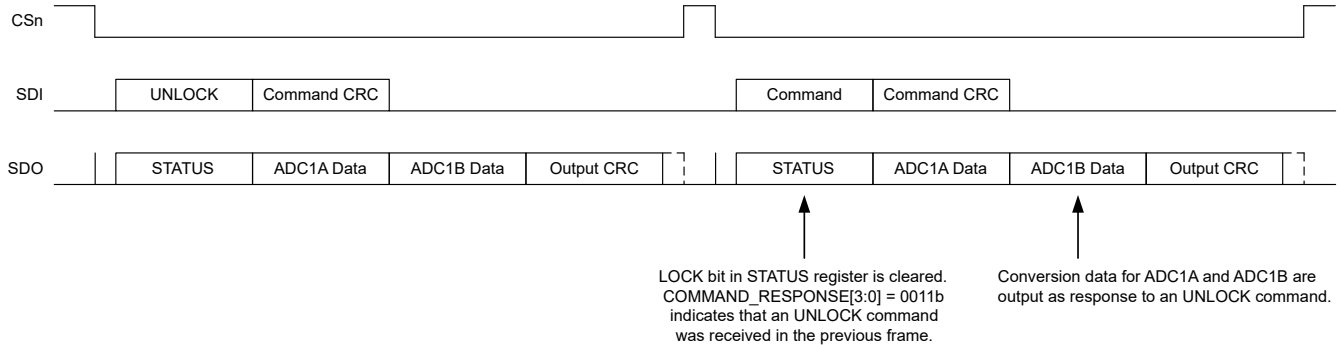 CSn
SDI UNLOCK Command CRC Command Command CRC
SDO STATUS ADC1A Data ADC1B Data Output CRC STATUS ADC1A Data ADC1B Data Output CRC
LOCK bit in STATUS register is cleared.
COMMAND_RESPONSE[3:0] = 0011b
indicates that an UNLOCK command
was received in the previous frame.
Conversion data for ADC1A and ADC1B are
output as response to an UNLOCK command.